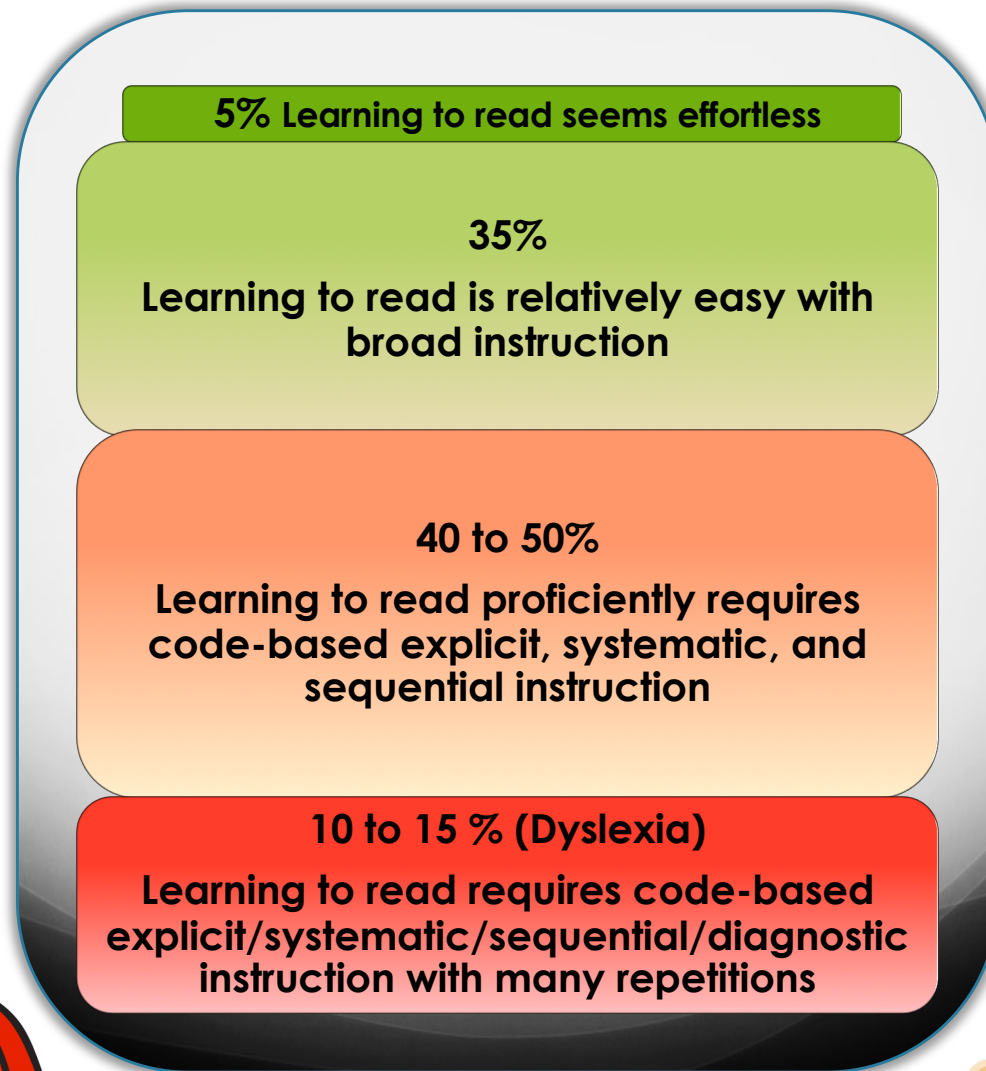 5% Learning to read seems effortless
35%
Learning to read is relatively easy with
broad instruction
40 to 50%
Learning to read proficiently requires
code-based explicit, systematic, and
sequential instruction
10 to 15 % (Dyslexia)
Learning to read requires code-based
explicit/systematic/sequential/diagnostic
instruction with many repetitions